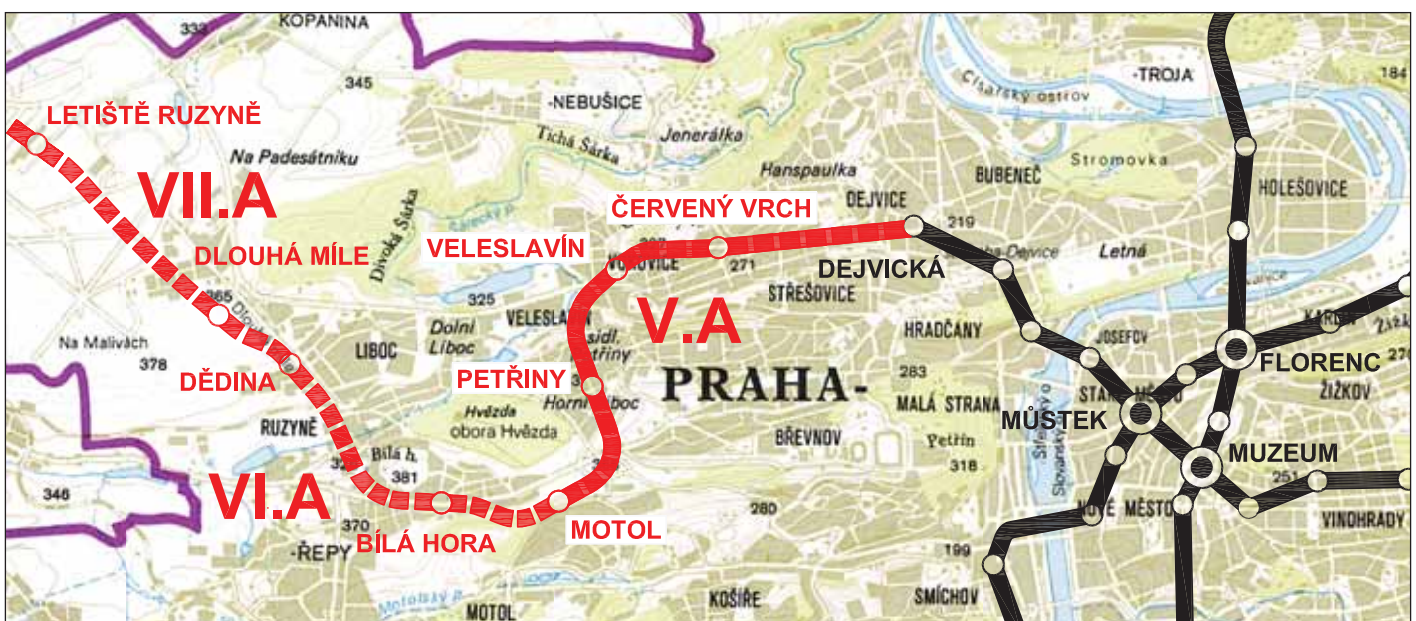 KOPANINA
333
345
-NEBUŠICE
Jenerálka
Tichá Šárka
Císařský ostrov
-TROJA
184
LETIŠTĚ RUZYNĚ
Na Padesátníku
VII.A
Hanspaulka
DEJVICE
BUBENEČ
Stromovka
HOLEŠOVICE
ČERVENÝ VRCH
219
Divoká Šárka
VELESLAVÍN
DLOUHÁ MÍLE
271
DEJVICKÁ
Letná
325
STŘEŠOVICE
VELESLAVÍN
V.A
Dolní
Liboc
LIBOC
HRADČANY
JOSEFOV
Na Malivách
378
DĚDINA
PETŘINY
PRAHA-
283
MALÁ STRANA
FLORENC
ŽIŽKOV
Hvězda
obora Hvězda
Horní Liboc
MŮSTEK
RUZYNĚ
BŘEVNOV
Petřín
318
MUZEUM
251
Bílá h.
381
346
VI.A
280
370
BÍLÁ HORA
MOTOL
NOVÉ MĚSTO
VINOHRADY
-ŘEPY
199
Motolský p.
MOTOL
KOŠÍŘE
SMÍCHOV